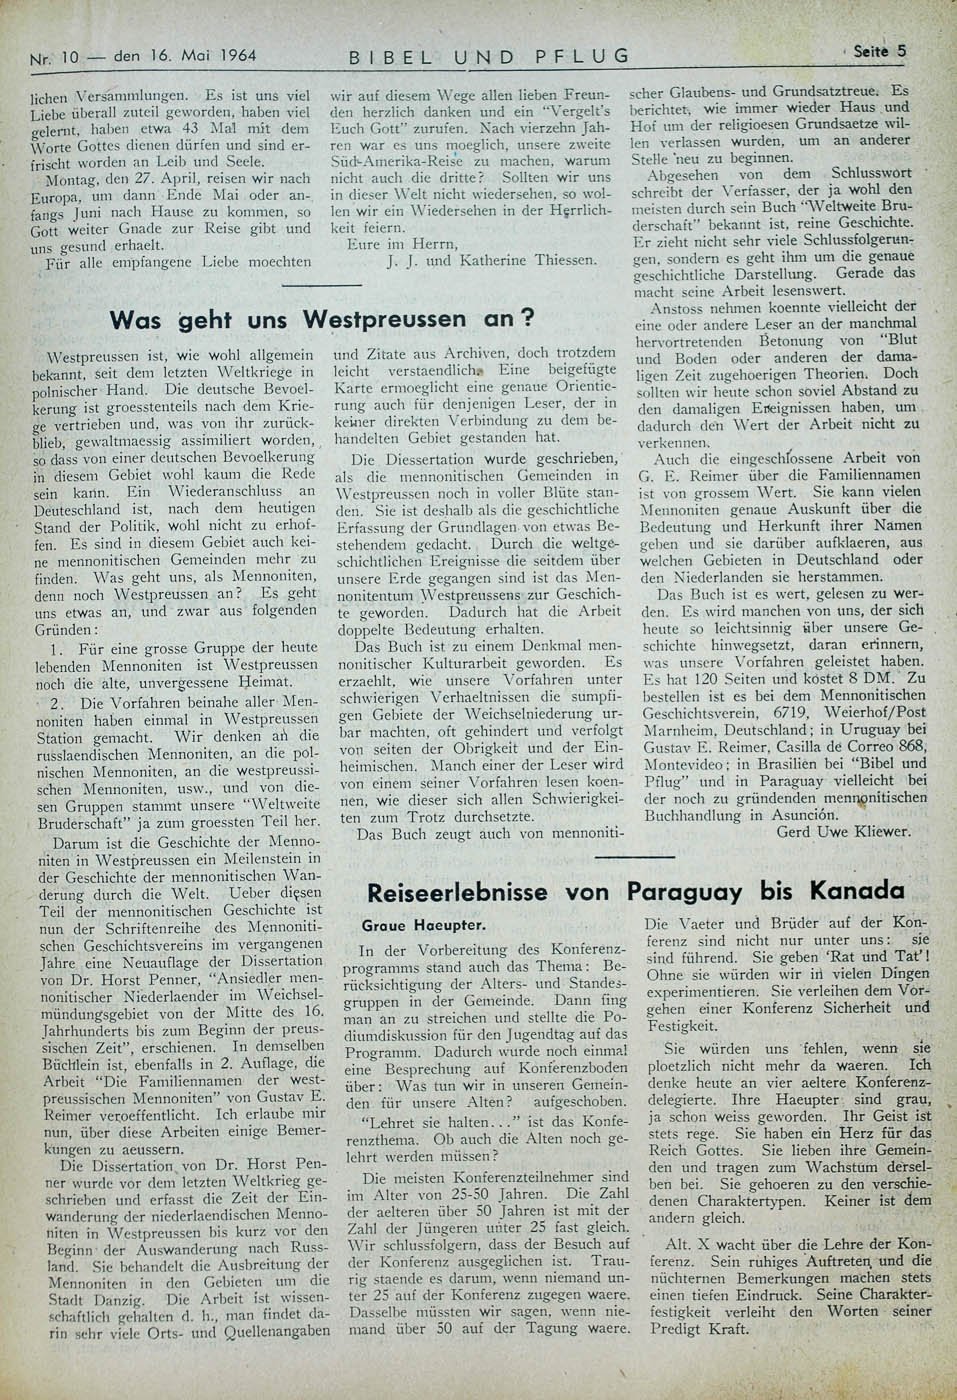 Nr. 10 — den 16. Mai 1964
BIBEL UND PFLUG
Seite 5
lichen Versammlungen. Es ist uns viel
Liebe überall zuteil geworden, haben viel
gelernt, haben etwa 43 Mal mit dem
Worte Gottes dienen dürfen und sind er-
frischt worden an Leib und Seele.
Montag, den 27. April, reisen wir nach
Europa, um dann Ende Mai oder an-
fangs Juni nach Hause zu kommen, so
Gott weiter Gnade zur Reise gibt und
uns gesund erhaelt.
Für alle empfangene Liebe moechten
wir auf diesem Wege allen lieben Freun-
den herzlich danken und ein "Vergelt's
Euch Gott" zurufen. Nach vierzehn Jah-
ren war es uns moeglich, unsere zweite
Süd-Amerika-Reise zu machen, warum
nicht auch die dritte? Sollten wir uns
in dieser Welt nicht wiedersehen, so wol-
len wir ein Wiedersehen in der Herrlich-
keit feiern.
Eure im Herrn,
J. J. und Katherine Thiessen.
Was geht uns Westpreussen an?
Westpreussen ist, wie wohl allgemein
bekannt, seit dem letzten Weltkriege in
polnischer Hand. Die deutsche Bevoel-
kerung ist groesstenteils nach dem Krie-
ge vertrieben und, was von ihr zurück-
blieb, gewaltmaessig assimiliert worden,
so dass von einer deutschen Bevoelkerung
in diesem Gebiet wohl kaum die Rede
sein kann. Ein Wiederanschluss an
Deuteschland ist, nach dem heutigen
Stand der Politik, wohl nicht zu erhof-
fen. Es sind in diesem Gebiet auch kei-
ne mennonitischen Gemeinden mehr zu
finden. Was geht uns, als Mennoniten,
denn noch Westpreussen an? Es geht
uns etwas an, und zwar aus folgenden
Gründen:
1. Für eine grosse Gruppe der heute
lebenden Mennoniten ist Westpreussen
noch die alte, unvergessene Heimat.
2. Die Vorfahren beinahe aller Men-
noniten haben einmal in Westpreussen
Station gemacht. Wir denken an die
russlaendischen Mennoniten, an die pol-
nischen Mennoniten, an die westpreussi-
schen Mennoniten, usw., und von die-
sen Gruppen stammt unsere "Weltweite
Bruderschaft" ja zum groessten Teil her.
Darum ist die Geschichte der Menno-
niten in Westpreussen ein Meilenstein in
der Geschichte der mennonitischen Wan-
derung durch die Welt. Ueber diesen
Teil der mennonitischen Geschichte ist
nun der Schriftenreihe des Mennoniti-
schen Geschichtsvereins im vergangenen
Jahre eine Neuauflage der Dissertation
von Dr. Horst Penner, "Ansiedler men-
nonitischer Niederlaender im Weichsel-
mündungsgebiet von der Mitte des 16.
Jahrhunderts bis zum Beginn der preus-
sischen Zeit", erschienen. In demselben
Büchlein ist, ebenfalls in 2. Auflage, die
Arbeit "Die Familiennamen der west-
preussischen Mennoniten" von Gustav E.
Reimer veroeffentlicht. Ich erlaube mir
nun, über diese Arbeiten einige Bemer-
kungen zu aeussern.
Die Dissertation von Dr. Horst Pen-
ner wurde vor dem letzten Weltkrieg ge-
schrieben und erfasst die Zeit der Ein-
wanderung der niederlaendischen Menno-
niten in Westpreussen bis kurz vor den
Beginn der Auswanderung nach Russ-
land. Sie behandelt die Ausbreitung der
Mennoniten in den Gebieten um die
Stadt Danzig. Die Arbeit ist wissen-
schaftlich gehalten d. h., man findet da-
rin sehr viele Orts- und Quellenangaben
und Zitate aus Archiven, doch trotzdem
leicht verstaendlich. Eine beigefügte
Karte ermoeglicht eine genaue Orientie-
rung auch für denjenigen Leser, der in
keiner direkten Verbindung zu dem be-
handelten Gebiet gestanden hat.
Die Diessertation wurde geschrieben,
als die mennonitischen Gemeinden in
Westpreussen noch in voller Blüte stan-
den. Sie ist deshalb als die geschichtliche
Erfassung der Grundlagen von etwas Be-
stehendem gedacht. Durch die weltge-
schichtlichen Ereignisse die seitdem über
unsere Erde gegangen sind ist das Men-
nonitentum Westpreussens zur Geschich-
te geworden. Dadurch hat die Arbeit
doppelte Bedeutung erhalten.
Das Buch ist zu einem Denkmal men-
nonitischer Kulturarbeit geworden. Es
erzaehlt, wie unsere Vorfahren unter
schwierigen Verhaeltnissen die sumpfi-
gen Gebiete der Weichselniederung ur-
bar machten, oft gehindert und verfolgt
von seiten der Obrigkeit und der Ein-
heimischen. Manch einer der Leser wird
von einem seiner Vorfahren lesen koen-
nen, wie dieser sich allen Schwierigkei-
ten zum Trotz durchsetzte.
Das Buch zeugt auch von mennoniti-
scher Glaubens- und Grundsatztreue. Es
berichtet, wie immer wieder Haus und
Hof um der religioesen Grundsaetze wil-
len verlassen wurden, um an anderer
Stelle neu zu beginnen.
Abgesehen von dem Schlusswort
schreibt der Verfasser, der ja wohl den
meisten durch sein Buch "Weltweite Bru-
derschaft" bekannt ist, reine Geschichte.
Er zieht nicht sehr viele Schlussfolgerun-
gen, sondern es geht ihm um die genaue
geschichtliche Darstellung. Gerade das
macht seine Arbeit lesenswert.
Anstoss nehmen koennte vielleicht der
eine oder andere Leser an der manchmal
hervortretenden Betonung von "Blut
und Boden oder anderen der dama-
ligen Zeit zugehoerigen Theorien. Doch
sollten wir heute schon soviel Abstand zu
den damaligen Ereignissen haben, um
dadurch den Wert der Arbeit nicht zu
verkennen.
Auch die eingeschlossene Arbeit von
G. E. Reimer über die Familiennamen
ist von grossem Wert. Sie kann vielen
Mennoniten genaue Auskunft über die
Bedeutung und Herkunft ihrer Namen
geben und sie darüber aufklaeren, aus
welchen Gebieten in Deutschland oder
den Niederlanden sie herstammen.
Das Buch ist es wert, gelesen zu wer-
den. Es wird manchen von uns, der sich
heute so leichtsinnig über unsere Ge-
schichte hinwegsetzt, daran erinnern,
was unsere Vorfahren geleistet haben.
Es hat 120 Seiten und kostet 8 DM. Zu
bestellen ist es bei dem Mennonitischen
Geschichtsverein, 6719, Weierhof/Post
Marnheim, Deutschland; in Uruguay bei
Gustav E. Reimer, Casilla de Correo 868,
Montevideo; in Brasilien bei "Bibel und
Pflug" und in Paraguay vielleicht bei
der noch zu gründenden mennonitischen
Buchhandlung in Asunción.
Gerd Uwe Kliewer.
Reiseerlebnisse von Paraguay bis Kanada
Graue Haeupter.
In der Vorbereitung des Konferenz-
programms stand auch das Thema: Be-
rücksichtigung der Alters- und Standes-
gruppen in der Gemeinde. Dann fing
man an zu streichen und stellte die Po-
diumdiskussion für den Jugendtag auf das
Programm. Dadurch wurde noch einmal
eine Besprechung auf Konferenzboden
über: Was tun wir in unseren Gemein-
den für unsere Alten? aufgeschoben.
"Lehret sie halten..." ist das Konfe-
renzthema. Ob auch die Alten noch ge-
lehrt werden müssen?
Die meisten Konferenzteilnehmer sind
im Alter von 25-50 Jahren. Die Zahl
der aelteren über 50 Jahren ist mit der
Zahl der Jüngeren unter 25 fast gleich.
Wir schlussfolgern, dass der Besuch auf
der Konferenz ausgeglichen ist. Trau-
rig staende es darum, wenn niemand un-
ter 25 auf der Konferenz zugegen waere.
Dasselbe müssten wir sagen, wenn nie-
mand über 50 auf der Tagung waere.
Die Vaeter und Brüder auf der Kon-
ferenz sind nicht nur unter uns: sie
sind führend. Sie geben 'Rat und Tat'!
Ohne sie würden wir in vielen Dingen
experimentieren. Sie verleihen dem Vor-
gehen einer Konferenz Sicherheit und
Festigkeit.
Sie würden uns fehlen, wenn sie
ploetzlich nicht mehr da waeren. Ich
denke heute an vier aeltere Konferenz-
delegierte. Ihre Haeupter sind grau,
ja schon weiss geworden. Ihr Geist ist
stets rege. Sie haben ein Herz für das
Reich Gottes. Sie lieben ihre Gemein-
den und tragen zum Wachstum dersel-
ben bei. Sie gehoeren zu den verschie-
denen Charaktertypen. Keiner ist dem
andern gleich.
Alt. X wacht über die Lehre der Kon-
ferenz. Sein rühiges Auftreten und die
nüchternen Bemerkungen machen stets
einen tiefen Eindruck. Seine Charakter-
festigkeit verleiht den Worten seiner
Predigt Kraft.